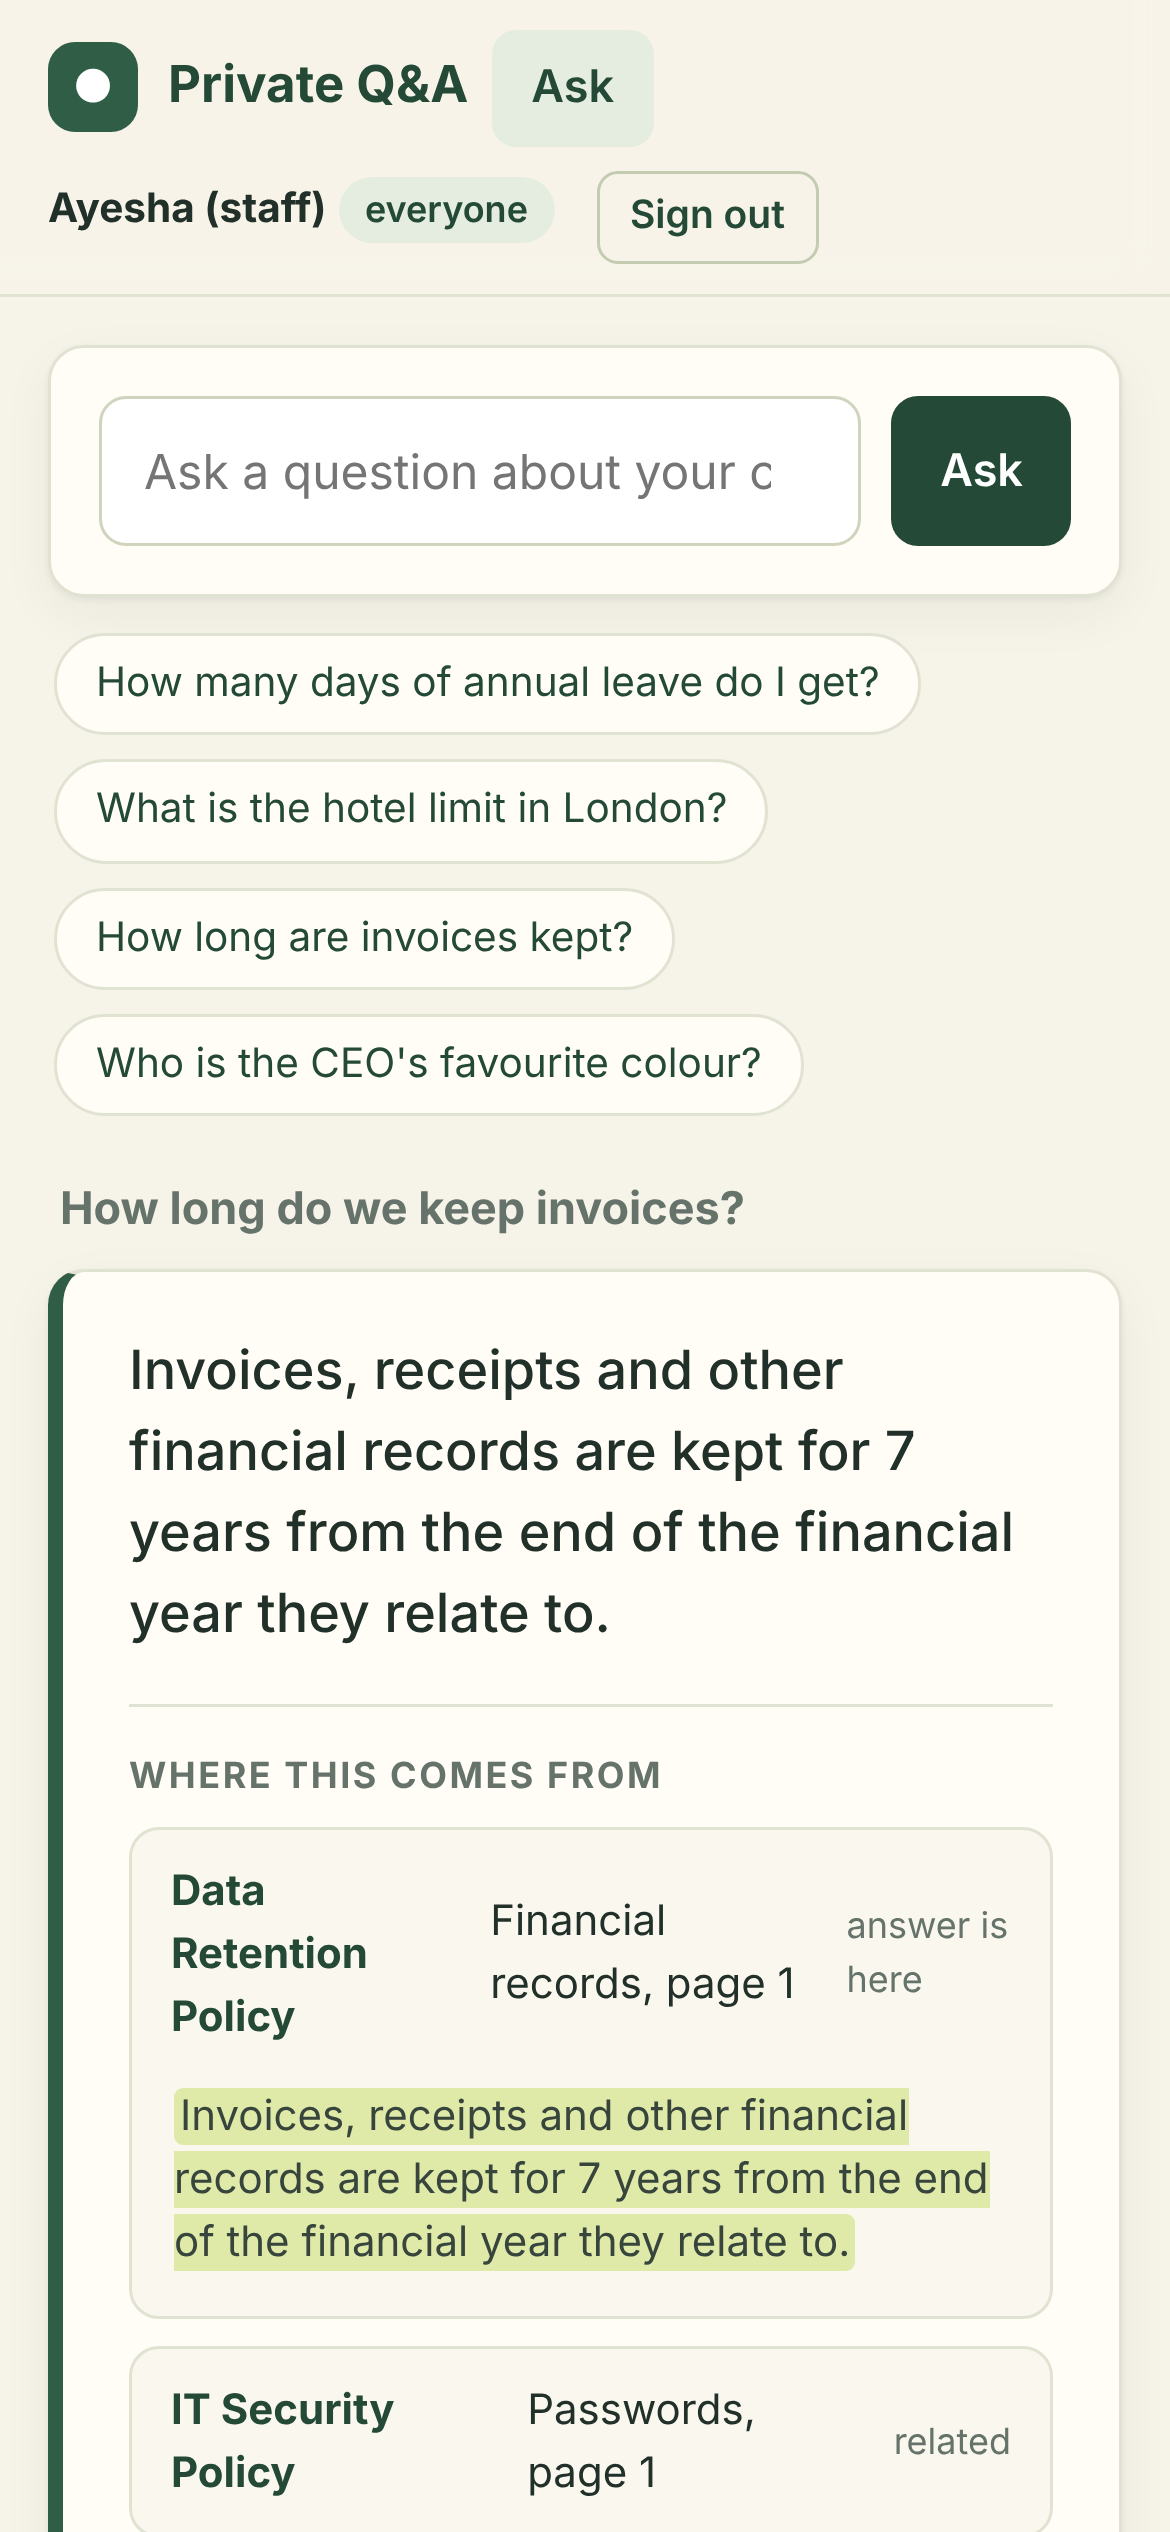 Private Q&A
Ask
Ayesha (staff)
everyone
Sign out
Ask a question about your
Ask
How many days of annual leave do I get?
What is the hotel limit in London?
How long are invoices kept?
Who is the CEO's favourite colour?
How long do we keep invoices?
Invoices, receipts and other
financial records are kept for 7
years from the end of the financial
year they relate to.
WHERE THIS COMES FROM
Data
Retention
Policy
Financial
records, page 1
answer is
here
Invoices, receipts and other financial
records are kept for 7 years from the end
of the financial year they relate to.
IT Security
Policy
Passwords,
page 1
related